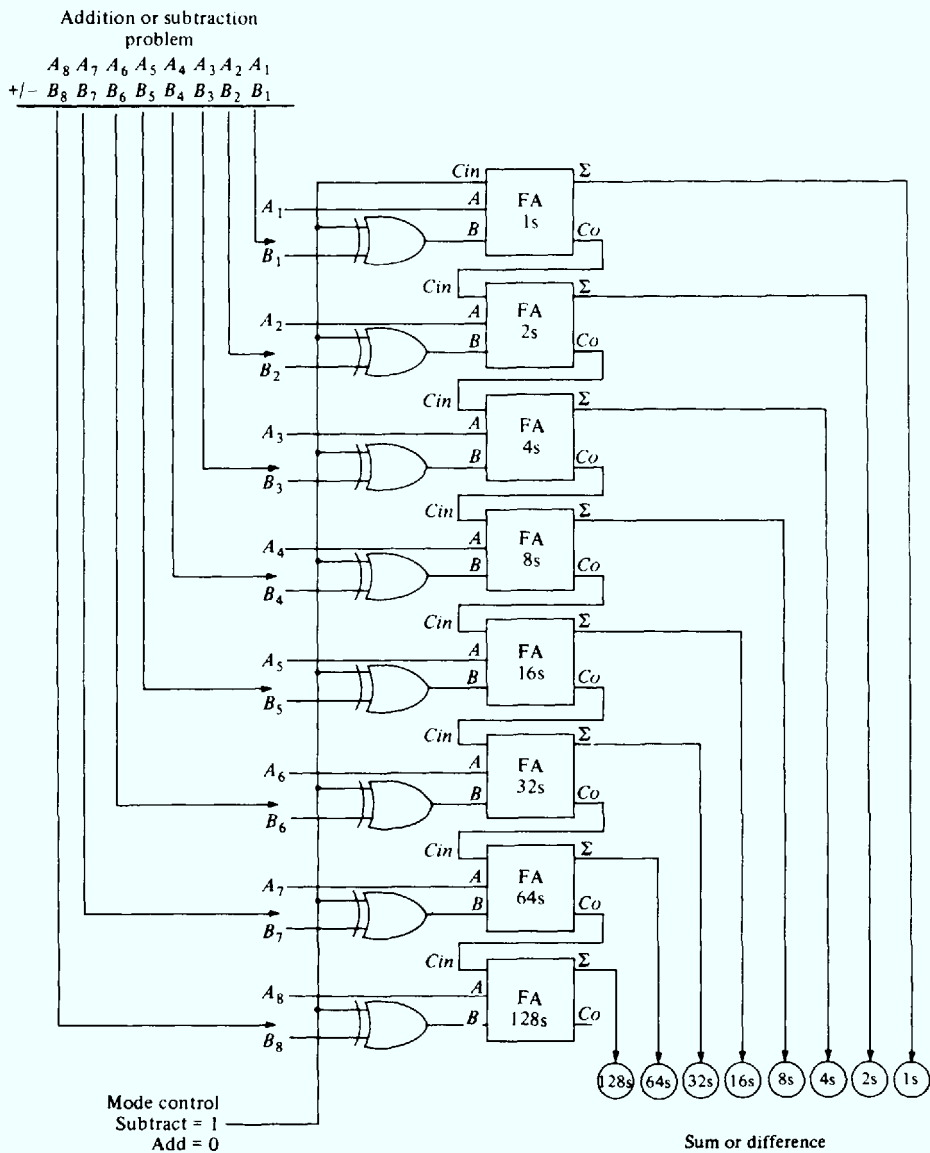 Addition or subtraction
problem
A₈ A₇ A₆ A₅ A₄ A₃ A₂ A₁
+/− B₈ B₇ B₆ B₅ B₄ B₃ B₂ B₁
Cin Σ
A₁ A FA
1s
B Co
B₁
Cin Σ
A₂ A FA
2s
B Co
B₂
Cin Σ
A₃ A FA
4s
B Co
B₃
Cin Σ
A₄ A FA
8s
B Co
B₄
Cin Σ
A₅ A FA
16s
B Co
B₅
Cin Σ
A₆ A FA
32s
B Co
B₆
Cin Σ
A₇ A FA
64s
B Co
B₇
Cin Σ
A₈ A FA
128s
B Co
B₈
128s 64s 32s 16s 8s 4s 2s 1s
Mode control
Subtract = 1
Add = 0
Sum or difference